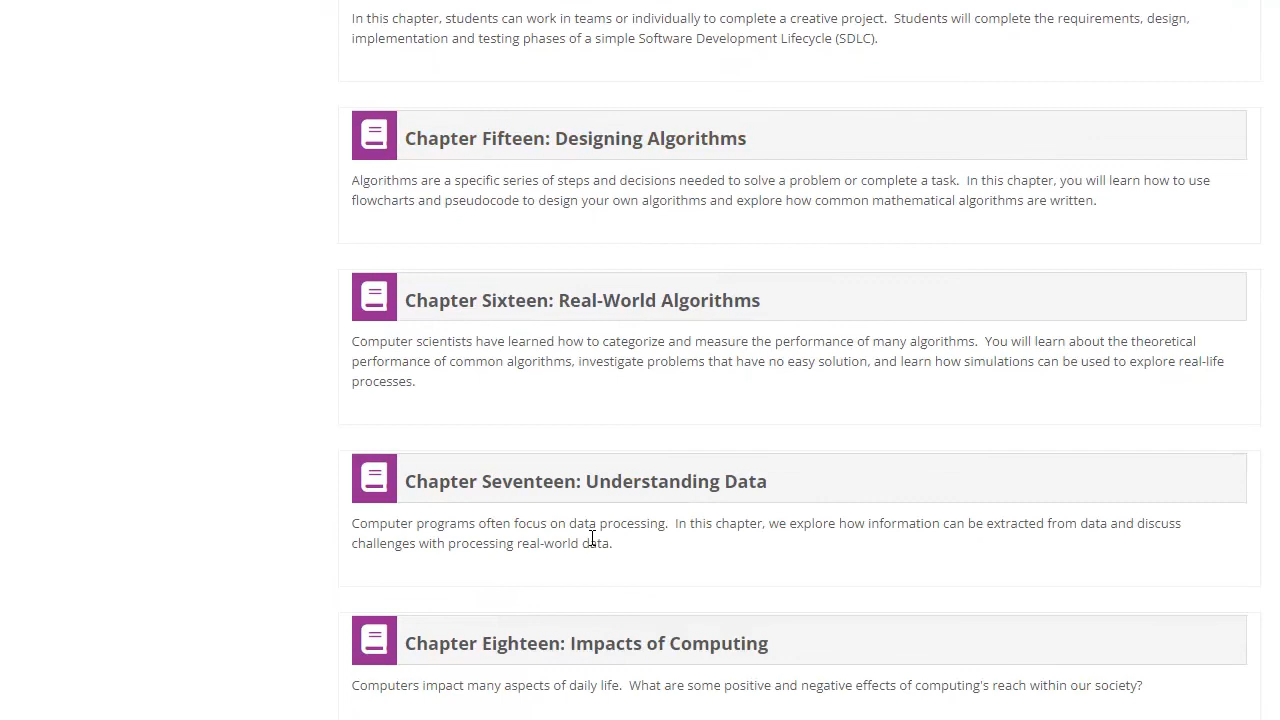 In this chapter, students can work in teams or individually to complete a creative project.  Students will complete the requirements, design,
implementation and testing phases of a simple Software Development Lifecycle (SDLC).
Chapter Fifteen: Designing Algorithms
Algorithms are a specific series of steps and decisions needed to solve a problem or complete a task.  In this chapter, you will learn how to use
flowcharts and pseudocode to design your own algorithms and explore how common mathematical algorithms are written.
Chapter Sixteen: Real-World Algorithms
Computer scientists have learned how to categorize and measure the performance of many algorithms.  You will learn about the theoretical
performance of common algorithms, investigate problems that have no easy solution, and learn how simulations can be used to explore real-life
processes.
Chapter Seventeen: Understanding Data
Computer programs often focus on data processing.  In this chapter, we explore how information can be extracted from data and discuss
challenges with processing real-world data.
Chapter Eighteen: Impacts of Computing
Computers impact many aspects of daily life.  What are some positive and negative effects of computing's reach within our society?